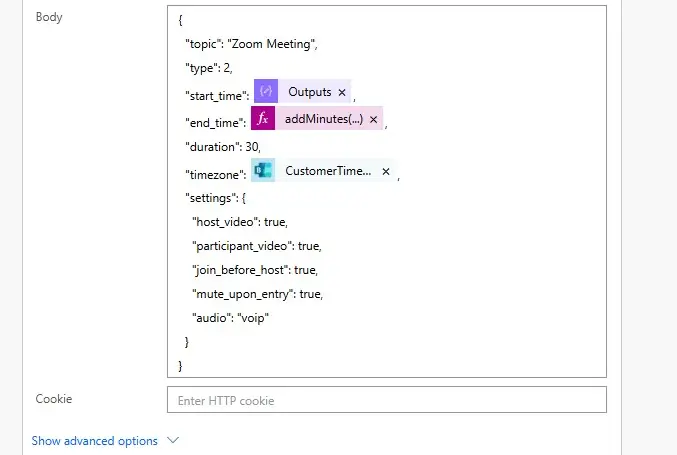 Body
{
"topic": "Zoom Meeting",
"type": 2,
"start_time": {/} Outputs × ,
"end_time": fx addMinutes(...) × ,
"duration": 30,
"timezone": CustomerTime... × ,
"settings": {
"host_video": true,
"participant_video": true,
"join_before_host": true,
"mute_upon_entry": true,
"audio": "voip"
}
}
Cookie
Enter HTTP cookie
Show advanced options